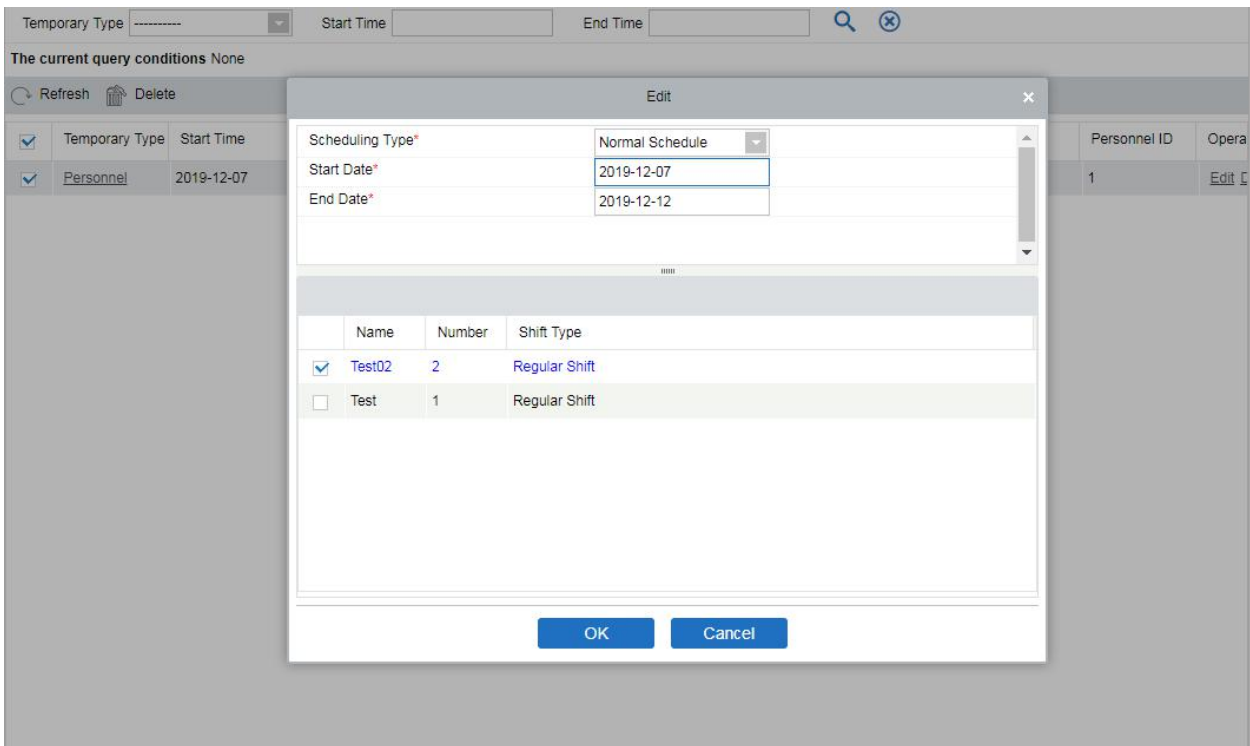 Temporary Type ---------- Start Time End Time
The current query conditions None
Refresh Delete
Edit
Temporary Type Start Time Personnel ID Opera
Personnel 2019-12-07 1 Edit D
Scheduling Type* Normal Schedule
Start Date* 2019-12-07
End Date* 2019-12-12
Name Number Shift Type
Test02 2 Regular Shift
Test 1 Regular Shift
OK Cancel